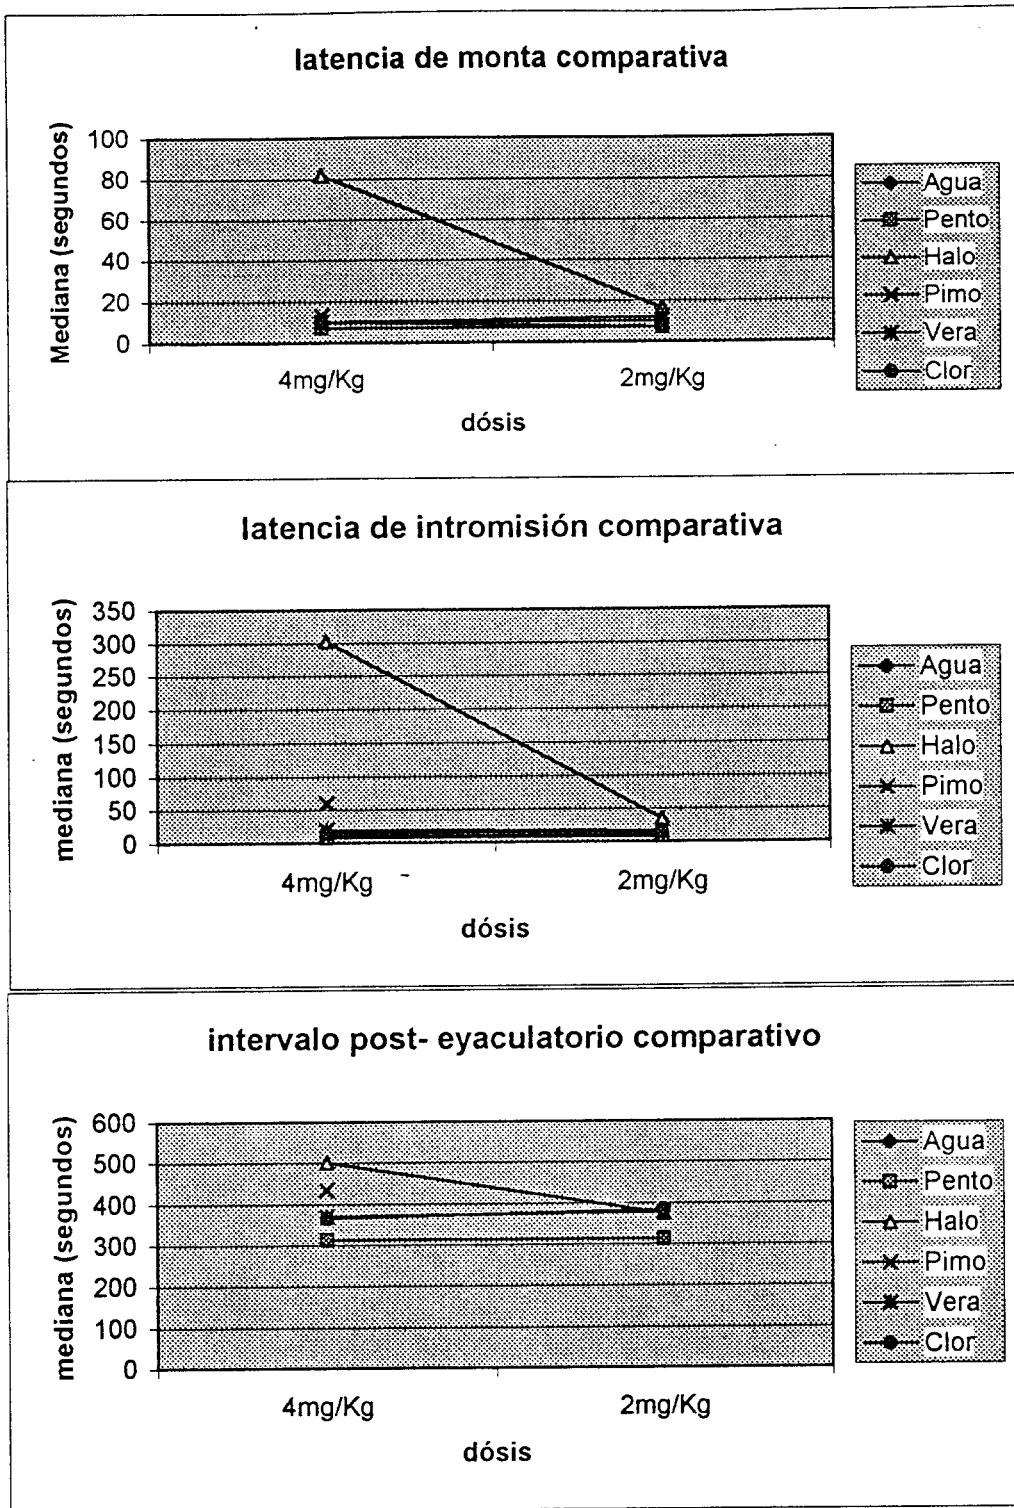 latencia de monta comparativa
Mediana (segundos)
100
80
60
40
20
0
4mg/Kg
2mg/Kg
dósis
Agua
Pento
Halo
Pimo
Vera
Clor
latencia de intromisión comparativa
mediana (segundos)
350
300
250
200
150
100
50
0
4mg/Kg
2mg/Kg
dósis
Agua
Pento
Halo
Pimo
Vera
Clor
intervalo post- eyaculatorio comparativo
mediana (segundos)
600
500
400
300
200
100
0
4mg/Kg
2mg/Kg
dósis
Agua
Pento
Halo
Pimo
Vera
Clor